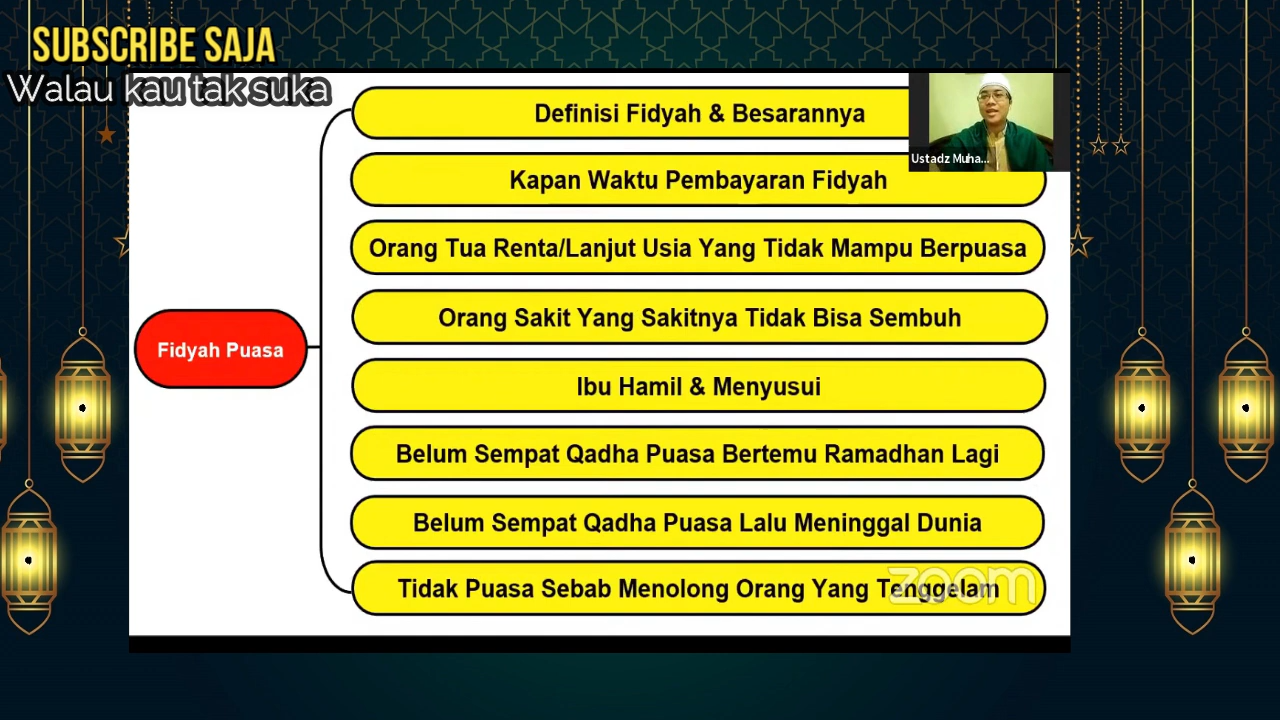 SUBSCRIBE SAJA
Walau kau tak suka
Definisi Fidyah & Besarannya
Ustadz Muha...
Kapan Waktu Pembayaran Fidyah
Orang Tua Renta/Lanjut Usia Yang Tidak Mampu Berpuasa
Orang Sakit Yang Sakitnya Tidak Bisa Sembuh
Fidyah Puasa
Ibu Hamil & Menyusui
Belum Sempat Qadha Puasa Bertemu Ramadhan Lagi
Belum Sempat Qadha Puasa Lalu Meninggal Dunia
Tidak Puasa Sebab Menolong Orang Yang Tenggelam
zoom